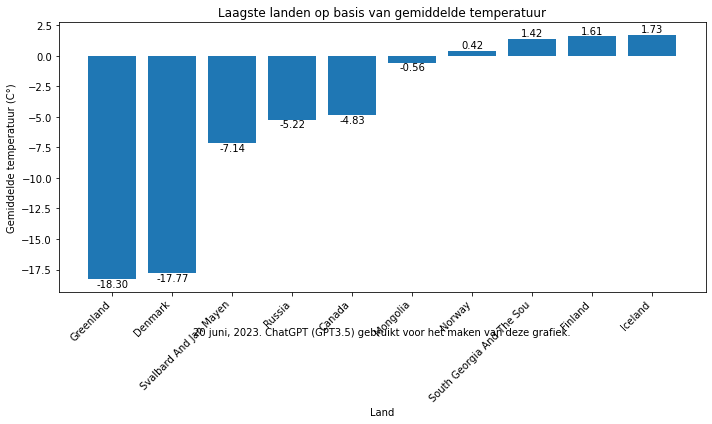 Laagste landen op basis van gemiddelde temperatuur
Gemiddelde temperatuur (C°)
2.5
0.0
-2.5
-5.0
-7.5
-10.0
-12.5
-15.0
-17.5
-18.30
-17.77
-7.14
-5.22
-4.83
-0.56
0.42
1.42
1.61
1.73
Greenland
Denmark
Svalbard And Jan Mayen
Russia
Canada
Mongolia
Norway
South Georgia And The Sou
Finland
Iceland
20 juni, 2023. ChatGPT (GPT3.5) gebruikt voor het maken van deze grafiek.
Land